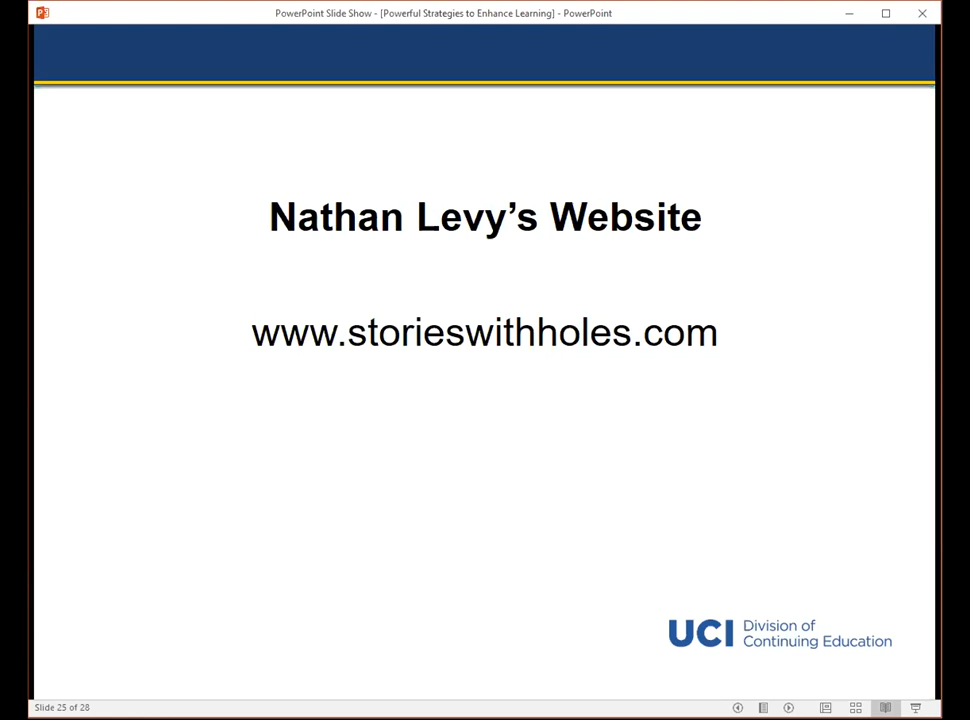 PowerPoint Slide Show - [Powerful Strategies to Enhance Learning] - PowerPoint
Nathan Levy’s Website
www.storieswithholes.com
UCI Division of
Continuing Education
Slide 25 of 28